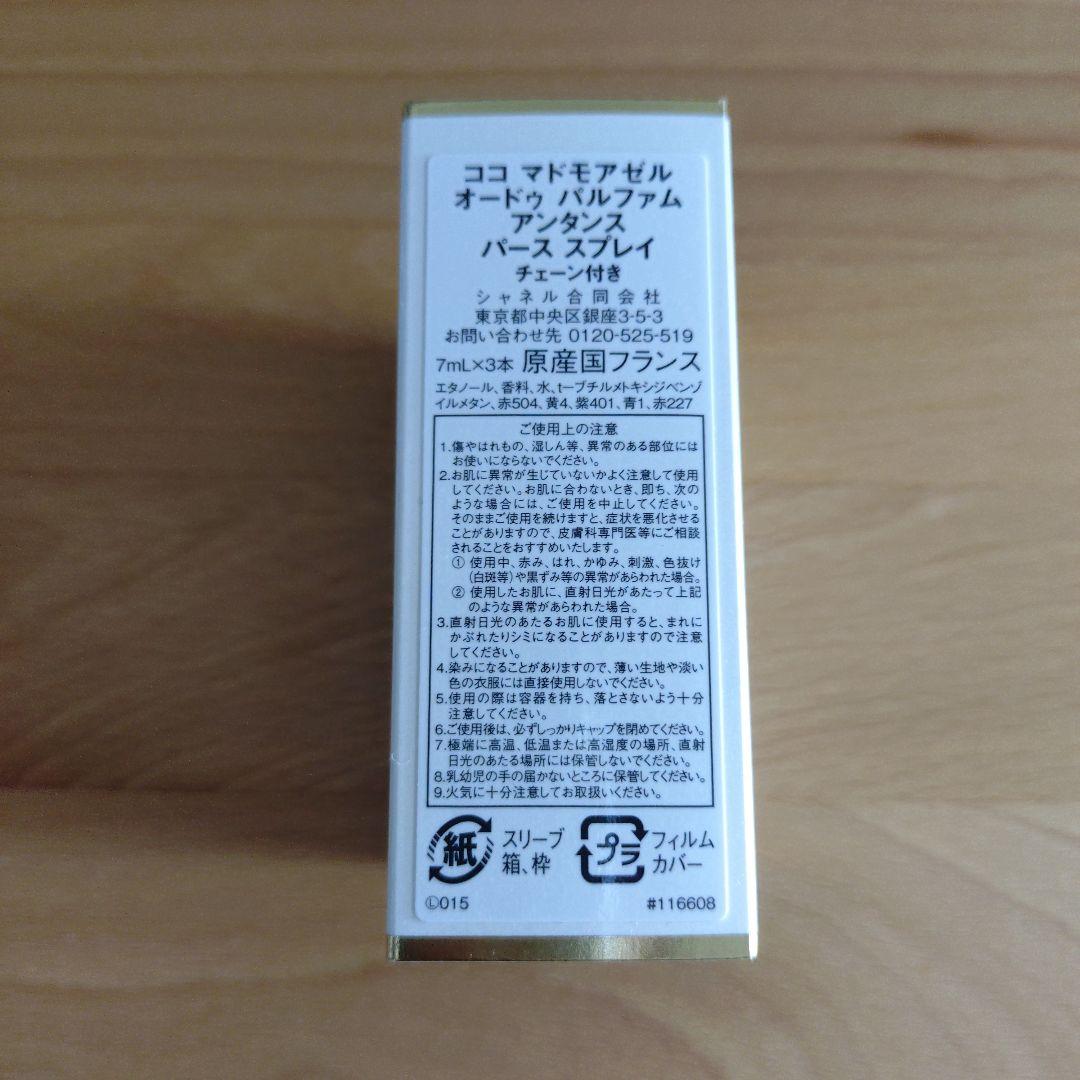 ココ マドモアゼル
オードゥ パルファム
アンタンス
パース スプレイ
チェーン付き
シャネル合同会社
東京都中央区銀座3-5-3
お問い合わせ先 0120-525-519
7mL×3本 原産国フランス
エタノール、香料、水、t-ブチルメトキシジベンゾ
イルメタン、赤504、黄4、紫401、青1、赤227
ご使用上の注意
1.傷やはれもの、湿しん等、異常のある部位には
お使いにならないでください。
2.お肌に異常が生じていないかよく注意して使用
してください。お肌に合わないとき、即ち、次の
ような場合には、ご使用を中止してください。
そのままご使用を続けますと、症状を悪化させる
ことがありますので、皮膚科専門医等にご相談
されることをおすすめいたします。
① 使用中、赤み、はれ、かゆみ、刺激、色抜け
(白斑等)や黒ずみ等の異常があらわれた場合。
② 使用したお肌に、直射日光があたって上記
のような異常があらわれた場合。
3.直射日光のあたるお肌に使用すると、まれに
かぶれたりシミになることがありますので注意
してください。
4.染みになることがありますので、薄い生地や淡い
色の衣服には直接使用しないでください。
5.使用の際は容器を持ち、落とさないよう十分
注意してください。
6.ご使用後は、必ずしっかりキャップを閉めてください。
7.極端に高温、低温または高湿度の場所、直射
日光のあたる場所には保管しないでください。
8.乳幼児の手の届かないところに保管してください。
9.火気に十分注意してお取扱いください。
紙 スリーブ
箱、枠
プラ フィルム
カバー
Ⓛ015 #116608